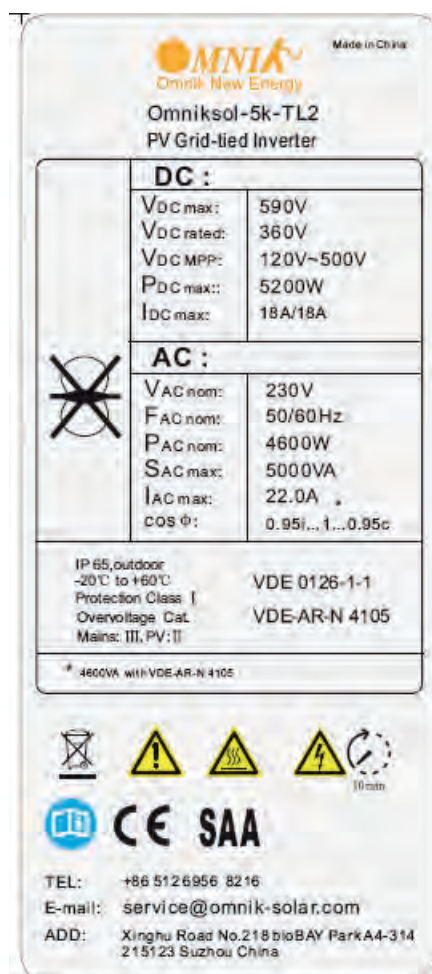 Made in China
OMNIK
Omnik New Energy
Omniksol-5k-TL2
PV Grid-tied Inverter
DC :
VDC max: 590V
VDC rated: 360V
VDC MPP: 120V~500V
PDC max:: 5200W
IDC max: 18A/18A
AC :
VAC nom: 230V
FAC nom: 50/60Hz
PAC nom: 4600W
SAC max: 5000VA
IAC max: 22.0A *
cos Φ: 0.95i...1...0.95c
IP 65,outdoor
-20℃ to +60℃
Protection Class I
Overvoltage Cat.
Mains: III, PV:II
VDE 0126-1-1
VDE-AR-N 4105
* 4600VA with VDE-AR-N 4105
10min
CE SAA
TEL: +86 512 6956 8216
E-mail: service@omnik-solar.com
ADD: Xinghu Road No.218 bioBAY ParkA4-314
215123 Suzhou China